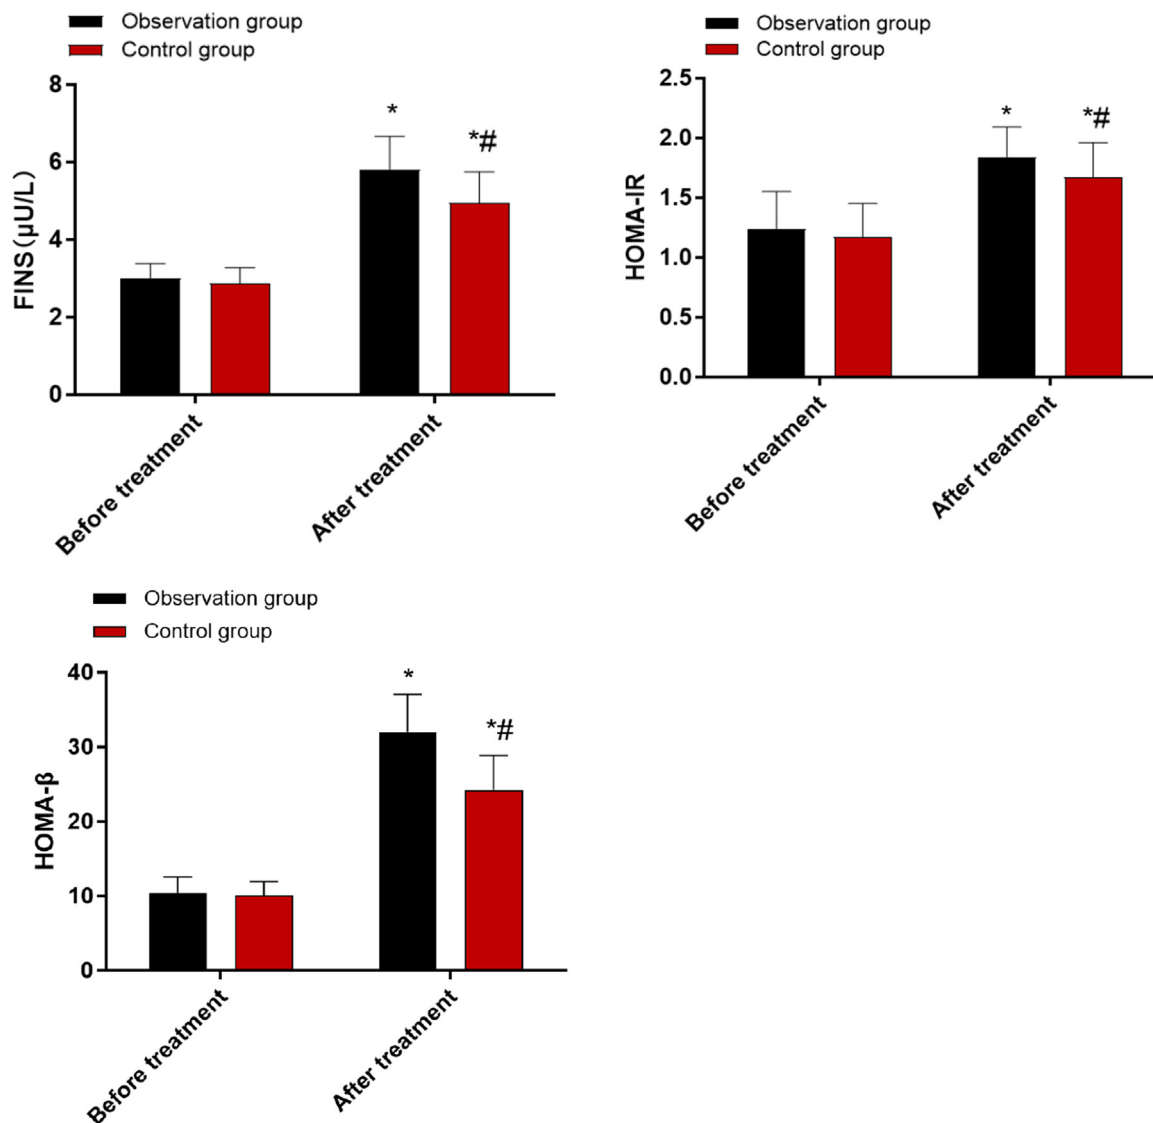 Observation group
Control group
FINS(μU/L)
8
6
4
2
0
*
*#
Before treatment
After treatment
Observation group
Control group
HOMA-IR
2.5
2.0
1.5
1.0
0.5
0.0
*
*#
Before treatment
After treatment
Observation group
Control group
HOMA-β
40
30
20
10
0
*
*#
Before treatment
After treatment